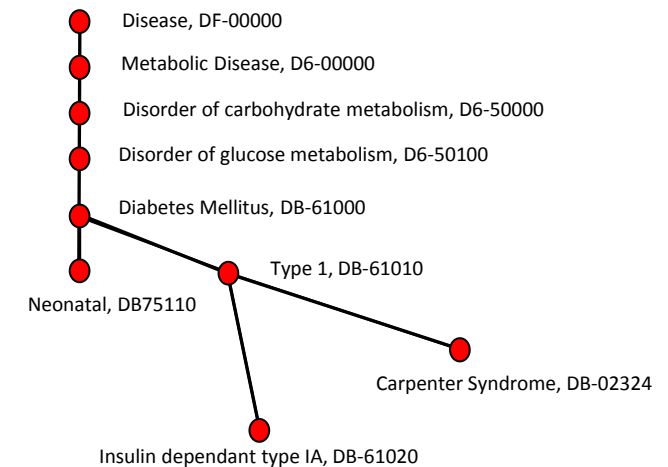 Disease, DF-00000
Metabolic Disease, D6-00000
Disorder of carbohydrate metabolism, D6-50000
Disorder of glucose metabolism, D6-50100
Diabetes Mellitus, DB-61000
Type 1, DB-61010
Neonatal, DB75110
Carpenter Syndrome, DB-02324
Insulin dependant type IA, DB-61020